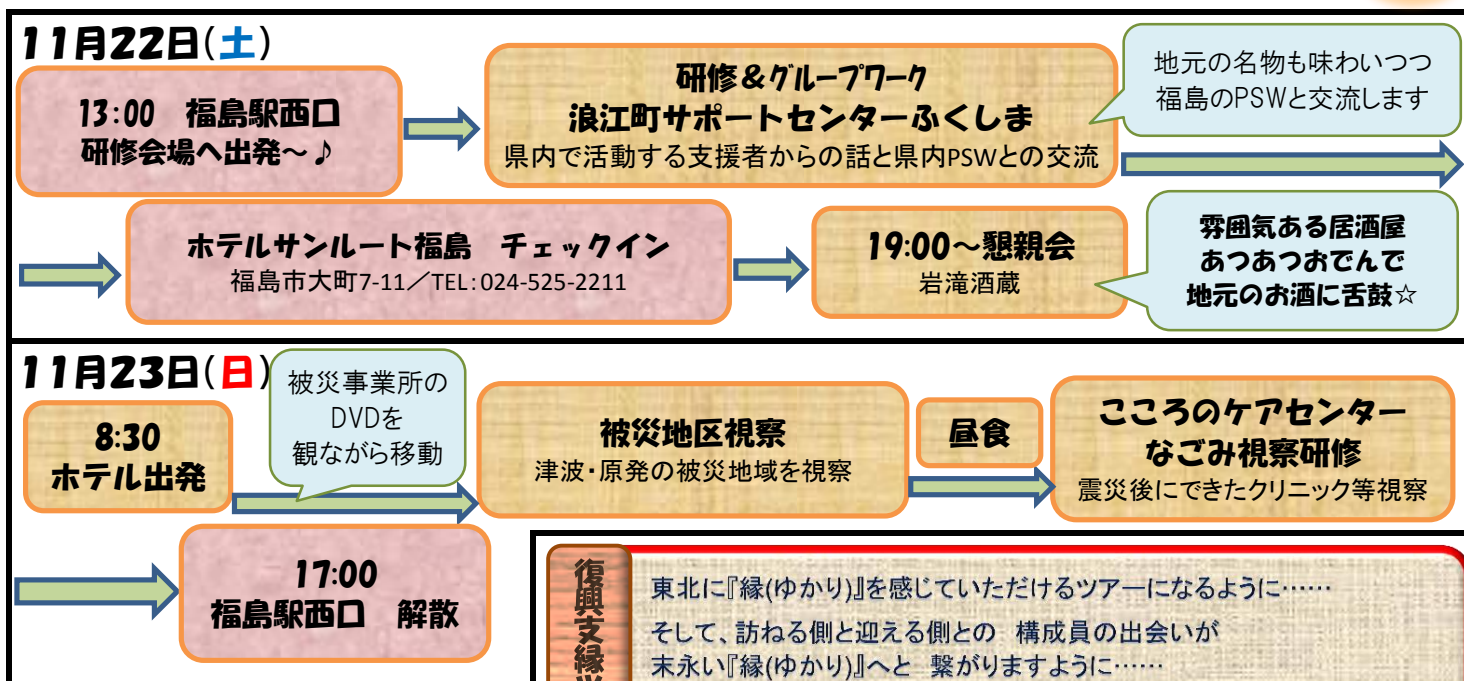 11月22日(土)
13:00 福島駅西口
研修会場へ出発～♪
研修&グループワーク
浪江町サポートセンターふくしま
県内で活動する支援者からの話と県内PSWとの交流
地元の名物も味わいつつ
福島のPSWと交流します
ホテルサンルート福島 チェックイン
福島市大町7-11／TEL：024-525-2211
19:00～懇親会
岩滝酒蔵
雰囲気ある居酒屋
あつあつおでんで
地元のお酒に舌鼓☆
11月23日(日)
8:30
ホテル出発
被災事業所の
DVDを
観ながら移動
被災地区視察
津波・原発の被災地域を視察
昼食
こころのケアセンター
なごみ視察研修
震災後にできたクリニック等視察
17:00
福島駅西口 解散
復興支縁
東北に『縁(ゆかり)』を感じていただけるツアーになるように……
そして、訪ねる側と迎える側との 構成員の出会いが
末永い『縁(ゆかり)』へと 繋がりますように……